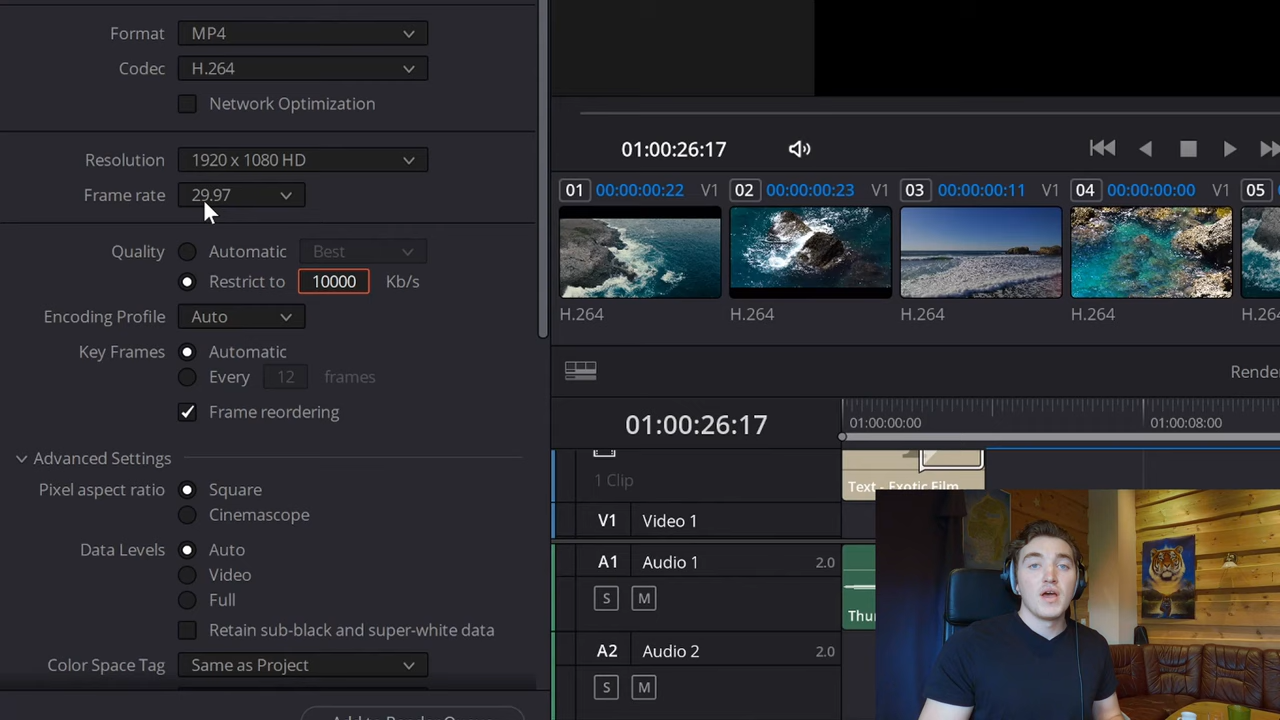 Format MP4
Codec H.264
Network Optimization
Resolution 1920 x 1080 HD
Frame rate 29.97
Quality Automatic Best
Restrict to 10000 Kb/s
Encoding Profile Auto
Key Frames Automatic
Every 12 frames
Frame reordering
Advanced Settings
Pixel aspect ratio Square
Cinemascope
Data Levels Auto
Video
Full
Retain sub-black and super-white data
Color Space Tag Same as Project
01:00:26:17
01 00:00:00:22 V1 02 00:00:00:23 V1 03 00:00:00:11 V1 04 00:00:00:00 V1 05
H.264 H.264 H.264 H.264 H.26
Render
01:00:26:17 01:00:00:00 01:00:08:00
1 Clip
Text - Exotic Film
V1 Video 1
A1 Audio 1 2.0
S M
A2 Audio 2 2.0
S M